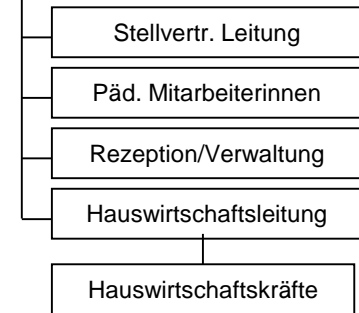 Stellvertr. Leitung
Päd. Mitarbeiterinnen
Rezeption/Verwaltung
Hauswirtschaftsleitung
Hauswirtschaftskräfte